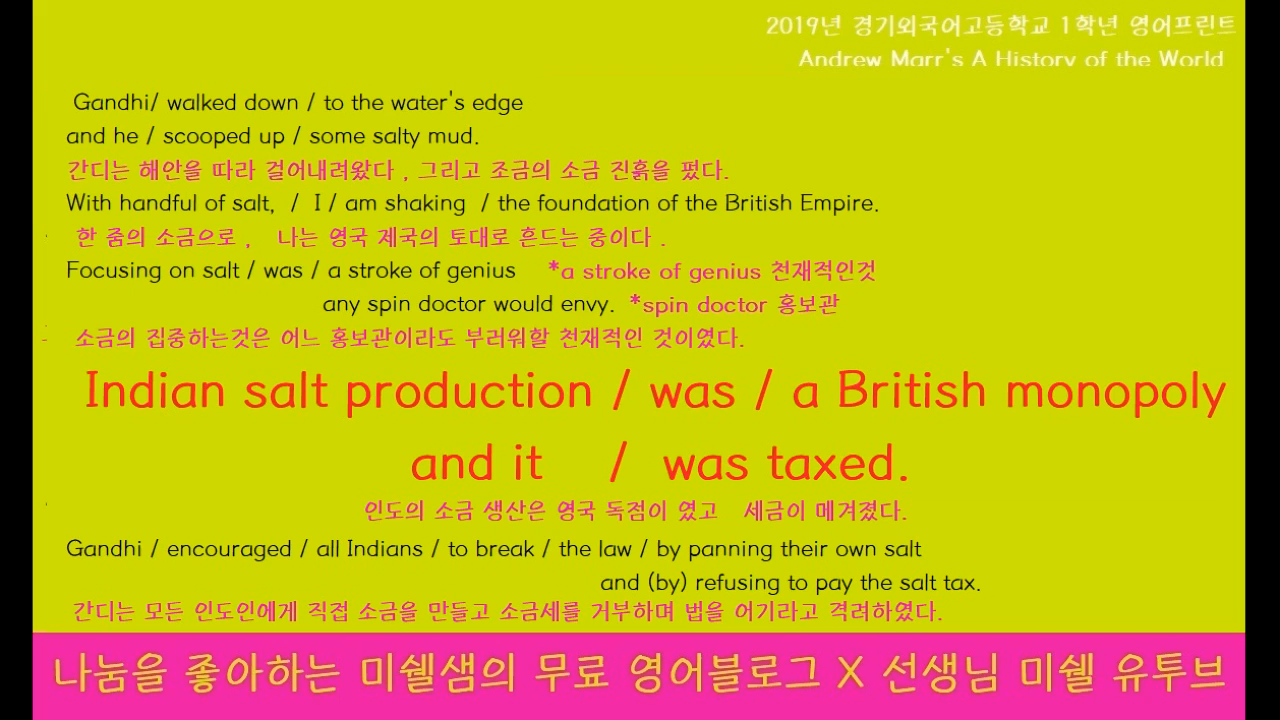 2019년 경기외국어고등학교 1학년 영어프린트
Andrew Marr's A History of the World
Gandhi/ walked down / to the water's edge
and he / scooped up / some salty mud.
간디는 해안을 따라 걸어내려왔다 , 그리고 조금의 소금 진흙을 펐다.
With handful of salt, / I / am shaking / the foundation of the British Empire.
한 줌의 소금으로 , 나는 영국 제국의 토대로 흔드는 중이다 .
Focusing on salt / was / a stroke of genius *a stroke of genius 천재적인것
any spin doctor would envy. *spin doctor 홍보관
소금의 집중하는것은 어느 홍보관이라도 부러워할 천재적인 것이였다.
Indian salt production / was / a British monopoly
and it / was taxed.
인도의 소금 생산은 영국 독점이 였고 세금이 메겨졌다.
Gandhi / encouraged / all Indians / to break / the law / by panning their own salt
and (by) refusing to pay the salt tax.
간디는 모든 인도인에게 직접 소금을 만들고 소금세를 거부하며 법을 어기라고 격려하였다.
나눔을 좋아하는 미쉘샘의 무료 영어블로그 X 선생님 미쉘 유투브